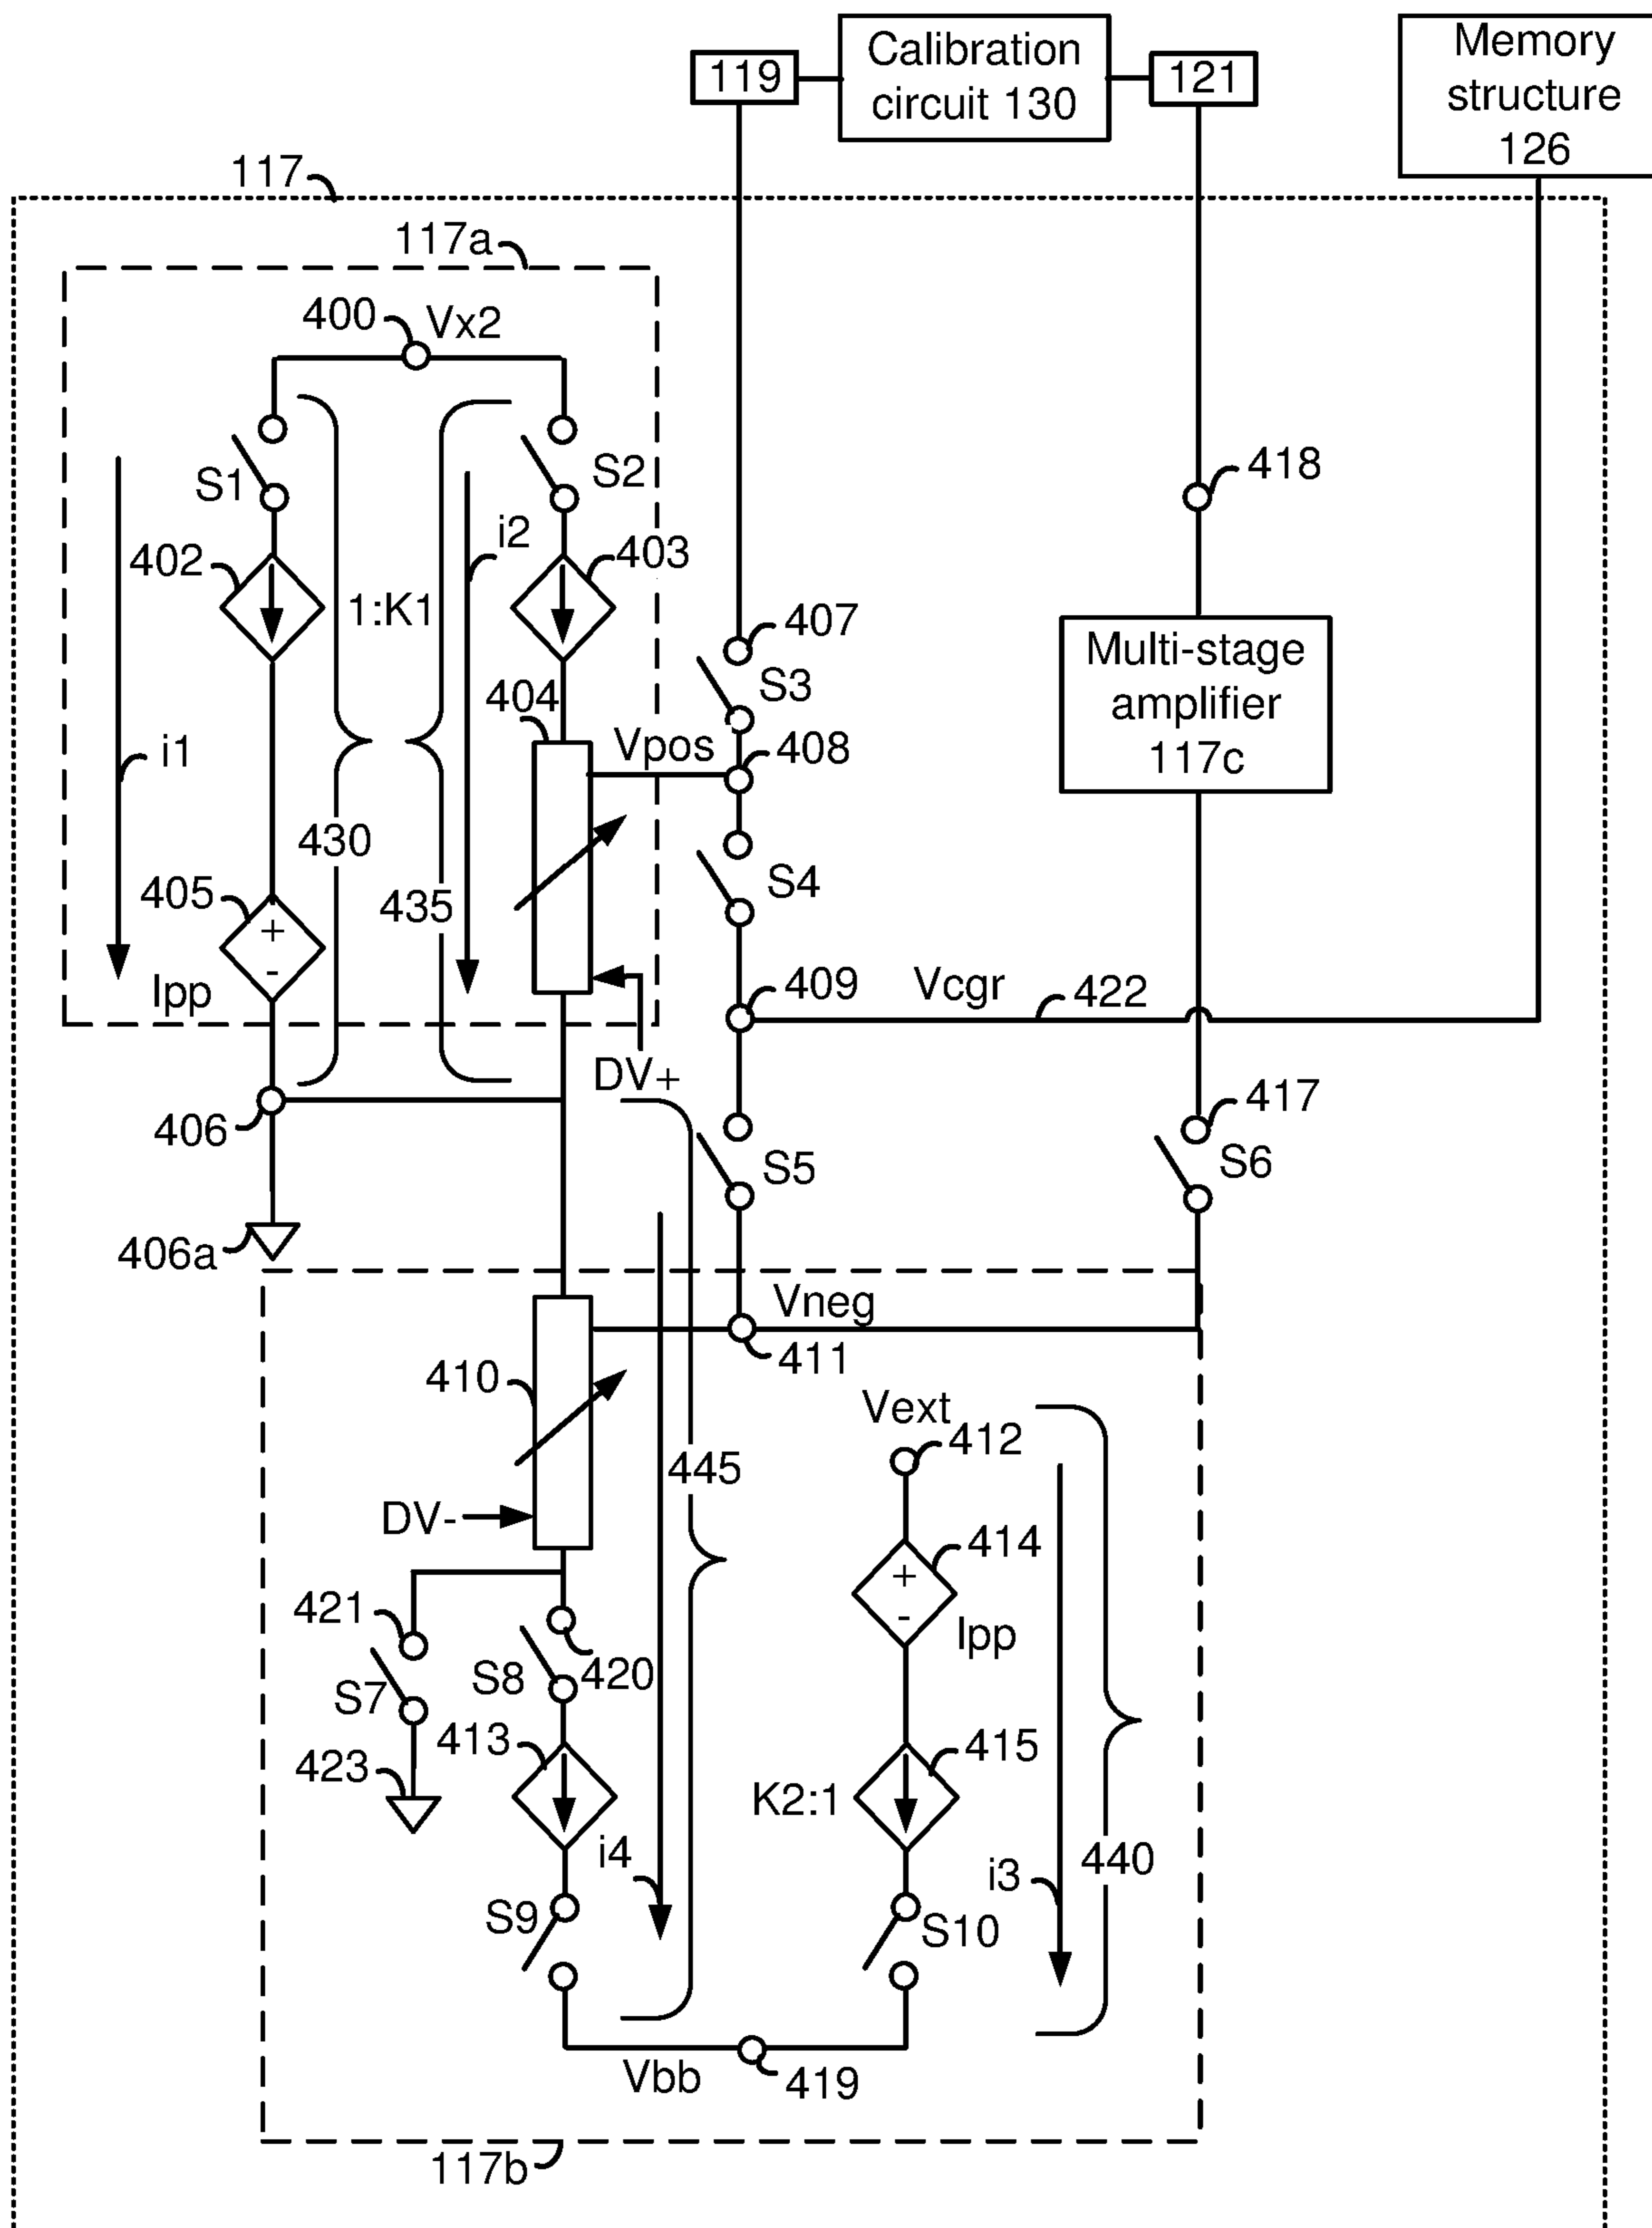 119
Calibration
circuit 130
121
Memory
structure
126
117
117a
400
Vx2
S1
S2
418
402
i2
403
1:K1
407
S3
Multi-stage
amplifier
117c
404
Vpos
408
i1
430
S4
405
+
-
435
Ipp
409
Vcgr
422
DV+
406
417
S5
S6
406a
Vneg
411
410
Vext
412
445
DV-
414
+
-
Ipp
421
S8
420
S7
413
415
423
K2:1
i4
i3
440
S9
S10
Vbb
419
117b